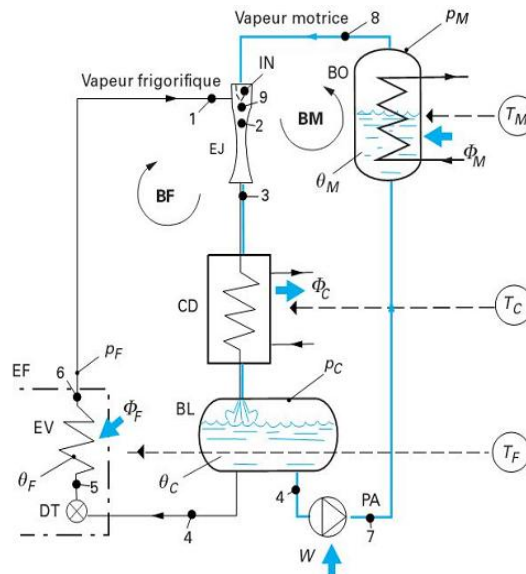 Vapeur motrice
8
p_M
IN
BO
Vapeur frigorifique
9
1
2
BM
T_M
EJ
Φ_M
θ_M
BF
3
Φ_C
CD
T_C
p_F
EF
6
p_C
Φ_F
BL
EV
T_F
θ_F
θ_C
5
4
PA
DT
4
7
W